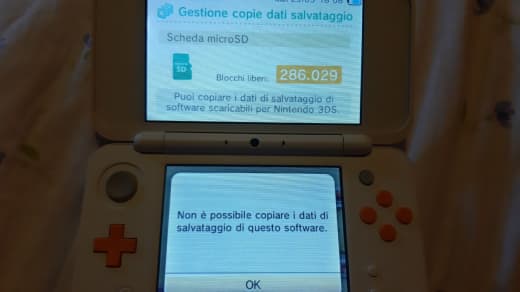 Gestione copie dati salvataggio
Scheda microSD
SD
Blocchi liberi:
286.029
Puoi copiare i dati di salvataggio di
software scaricabili per Nintendo 3DS.
Non è possibile copiare i dati di
salvataggio di questo software.
OK